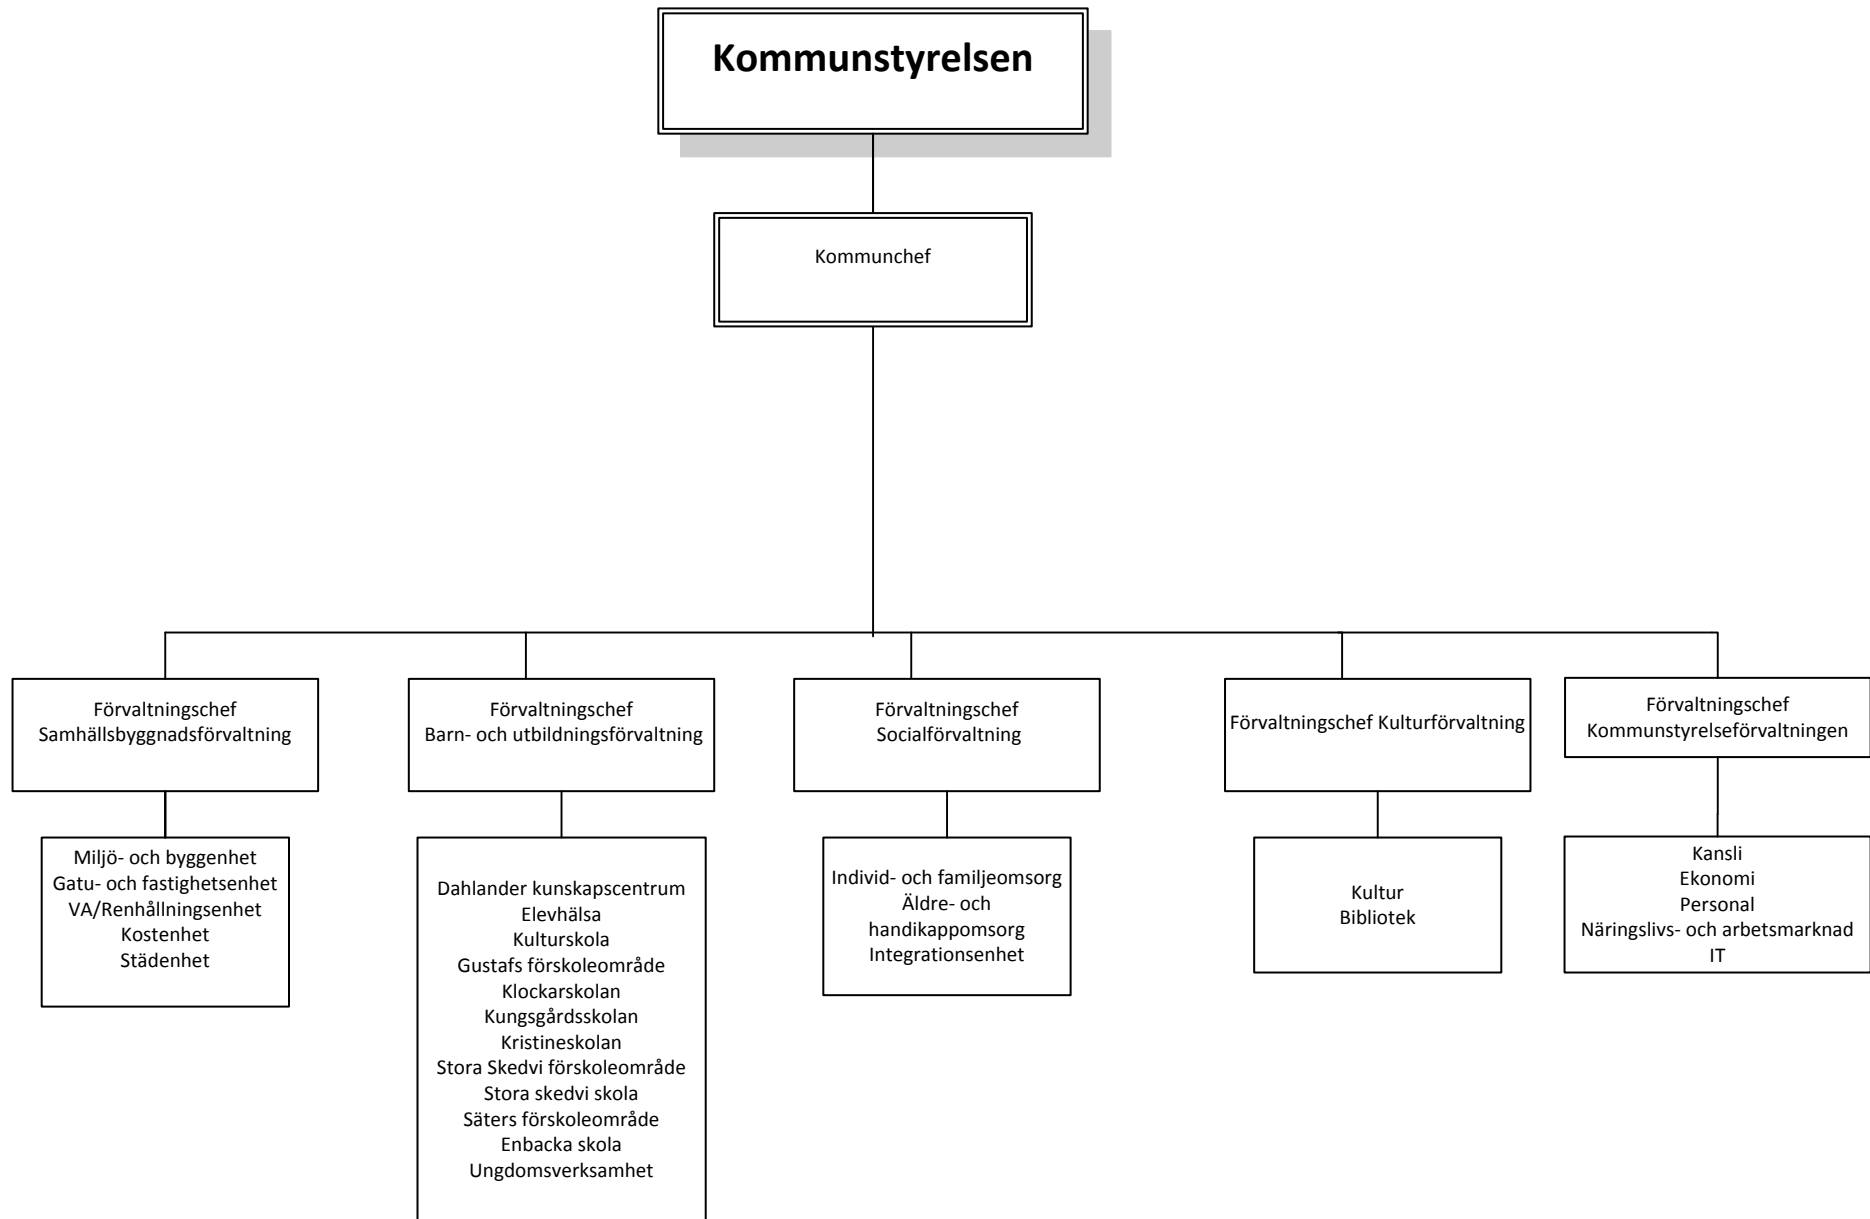 Kommunstyrelsen
Kommunchef
Förvaltningschef
Samhällsbyggnadsförvaltning
Förvaltningschef
Barn- och utbildningsförvaltning
Förvaltningschef
Socialförvaltning
Förvaltningschef Kulturförvaltning
Förvaltningschef
Kommunstyrelseförvaltningen
Miljö- och byggenhet
Gatu- och fastighetsenhet
VA/Renhållningsenhet
Kostenhet
Städenhet
Dahlander kunskapscentrum
Elevhälsa
Kulturskola
Gustafs förskoleområde
Klockarskolan
Kungsgårdsskolan
Kristineskolan
Stora Skedvi förskoleområde
Stora skedvi skola
Säters förskoleområde
Enbacka skola
Ungdomsverksamhet
Individ- och familjeomsorg
Äldre- och
handikappomsorg
Integrationsenhet
Kultur
Bibliotek
Kansli
Ekonomi
Personal
Näringslivs- och arbetsmarknad
IT